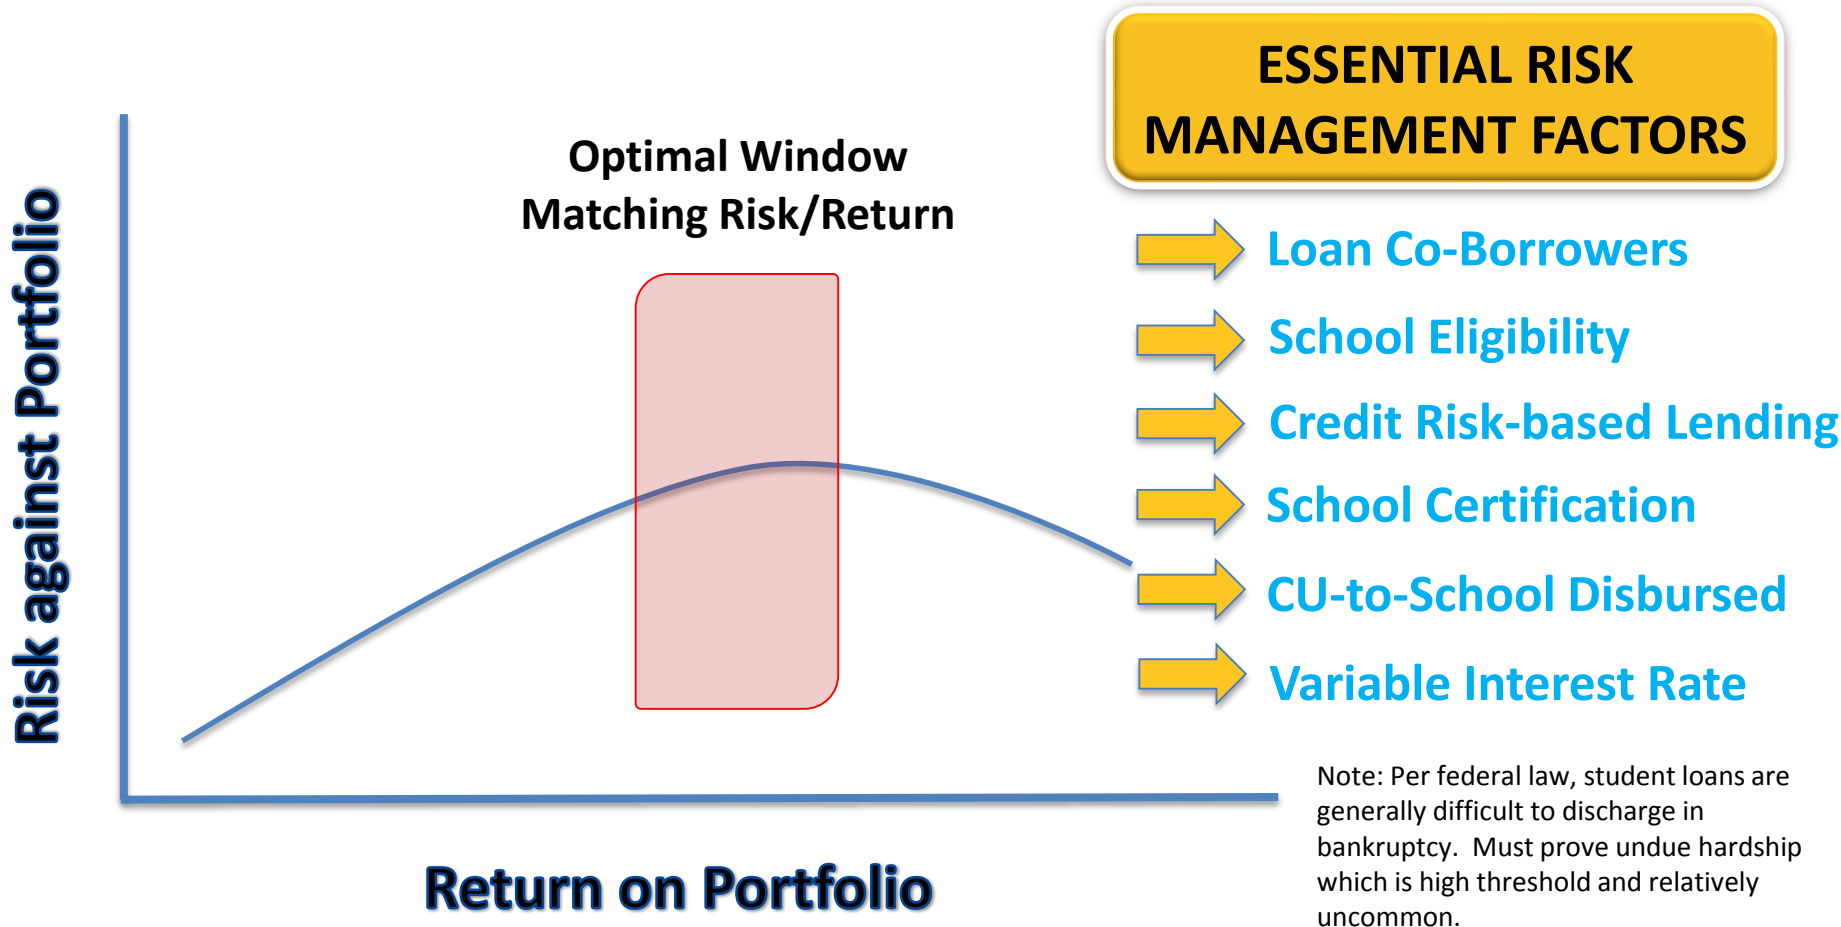 ESSENTIAL RISK
MANAGEMENT FACTORS
Optimal Window
Matching Risk/Return
Risk against Portfolio
Return on Portfolio
Loan Co-Borrowers
School Eligibility
Credit Risk-based Lending
School Certification
CU-to-School Disbursed
Variable Interest Rate
Note: Per federal law, student loans are
generally difficult to discharge in
bankruptcy.  Must prove undue hardship
which is high threshold and relatively
uncommon.